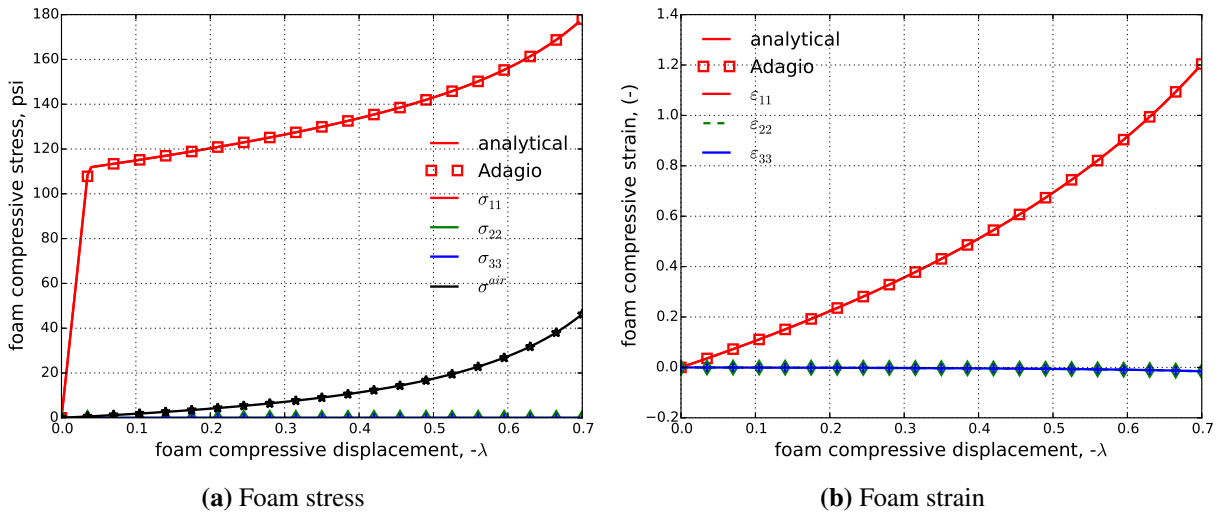 180
160
140
120
100
80
60
40
20
0
0.0 0.1 0.2 0.3 0.4 0.5 0.6 0.7
foam compressive stress, psi
foam compressive displacement, -λ
analytical
Adagio
σ₁₁
σ₂₂
σ₃₃
σᵃⁱʳ
(a) Foam stress
1.4
1.2
1.0
0.8
0.6
0.4
0.2
0.0
−0.2
0.0 0.1 0.2 0.3 0.4 0.5 0.6 0.7
foam compressive strain, (-)
foam compressive displacement, -λ
analytical
Adagio
ε₁₁
ε₂₂
ε₃₃
(b) Foam strain